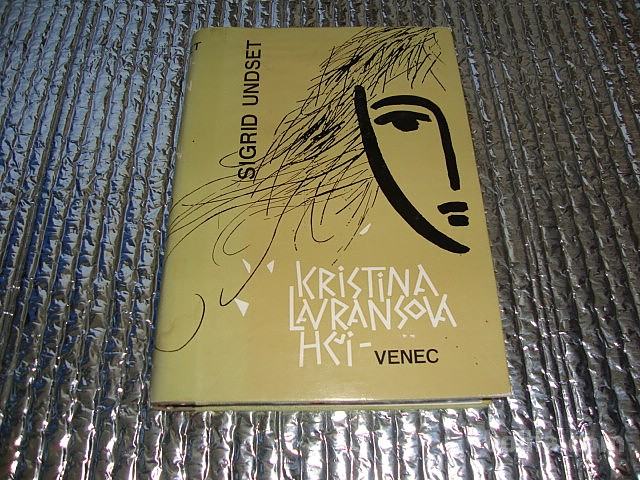 SIGRID UNDSET
KRISTINA
LAVRANSOVA
HČI - VENEC